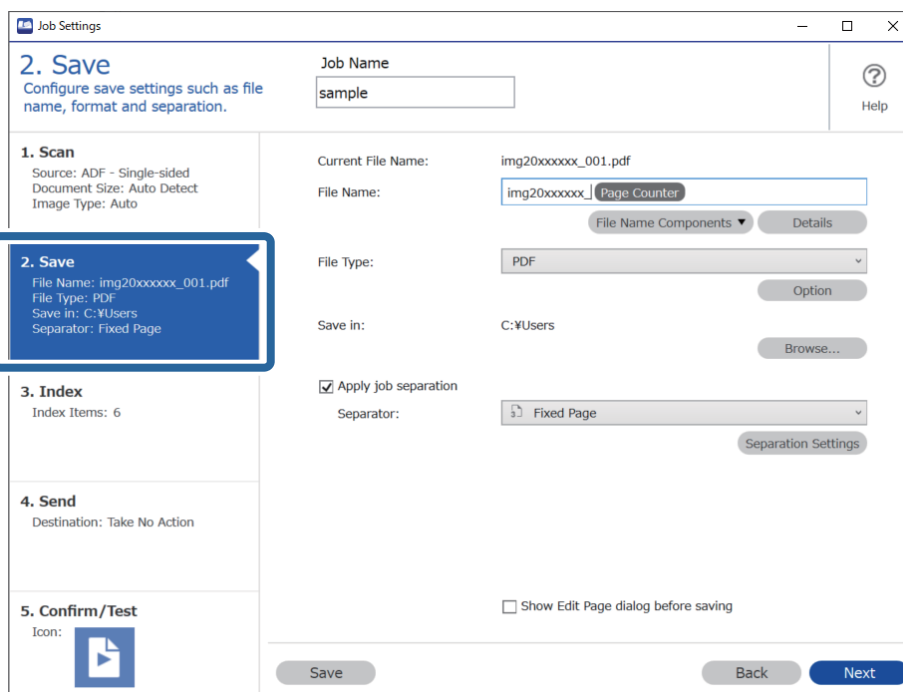 Job Settings
2. Save
Configure save settings such as file
name, format and separation.
Job Name
sample
Help
1. Scan
Source: ADF - Single-sided
Document Size: Auto Detect
Image Type: Auto
2. Save
File Name: img20xxxxxx_001.pdf
File Type: PDF
Save in: C:¥Users
Separator: Fixed Page
3. Index
Index Items: 6
4. Send
Destination: Take No Action
5. Confirm/Test
Icon:
Current File Name: img20xxxxxx_001.pdf
File Name: img20xxxxxx_ Page Counter
File Name Components ▼ Details
File Type: PDF
Option
Save in: C:¥Users
Browse...
Apply job separation
Separator: Fixed Page
Separation Settings
Show Edit Page dialog before saving
Save Back Next